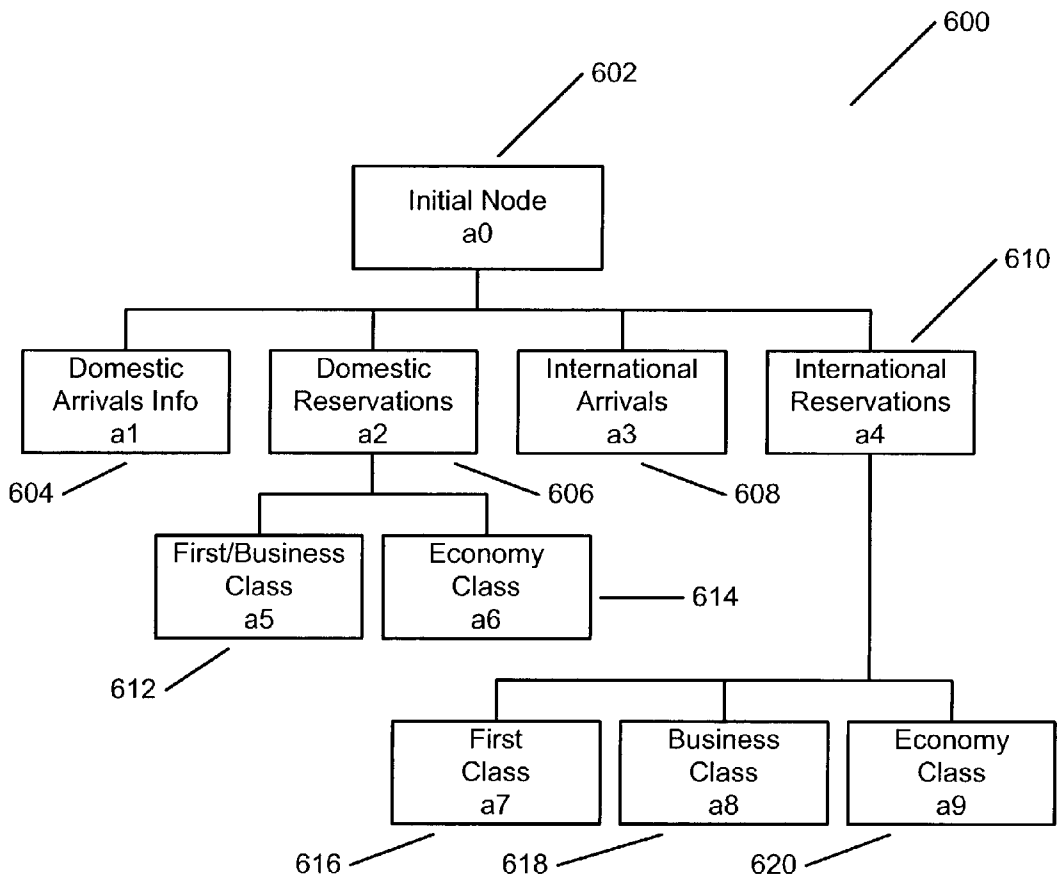 600
602
Initial Node
a0
610
Domestic
Arrivals Info
a1
Domestic
Reservations
a2
International
Arrivals
a3
International
Reservations
a4
604
606
608
First/Business
Class
a5
Economy
Class
a6
614
612
First
Class
a7
Business
Class
a8
Economy
Class
a9
616
618
620